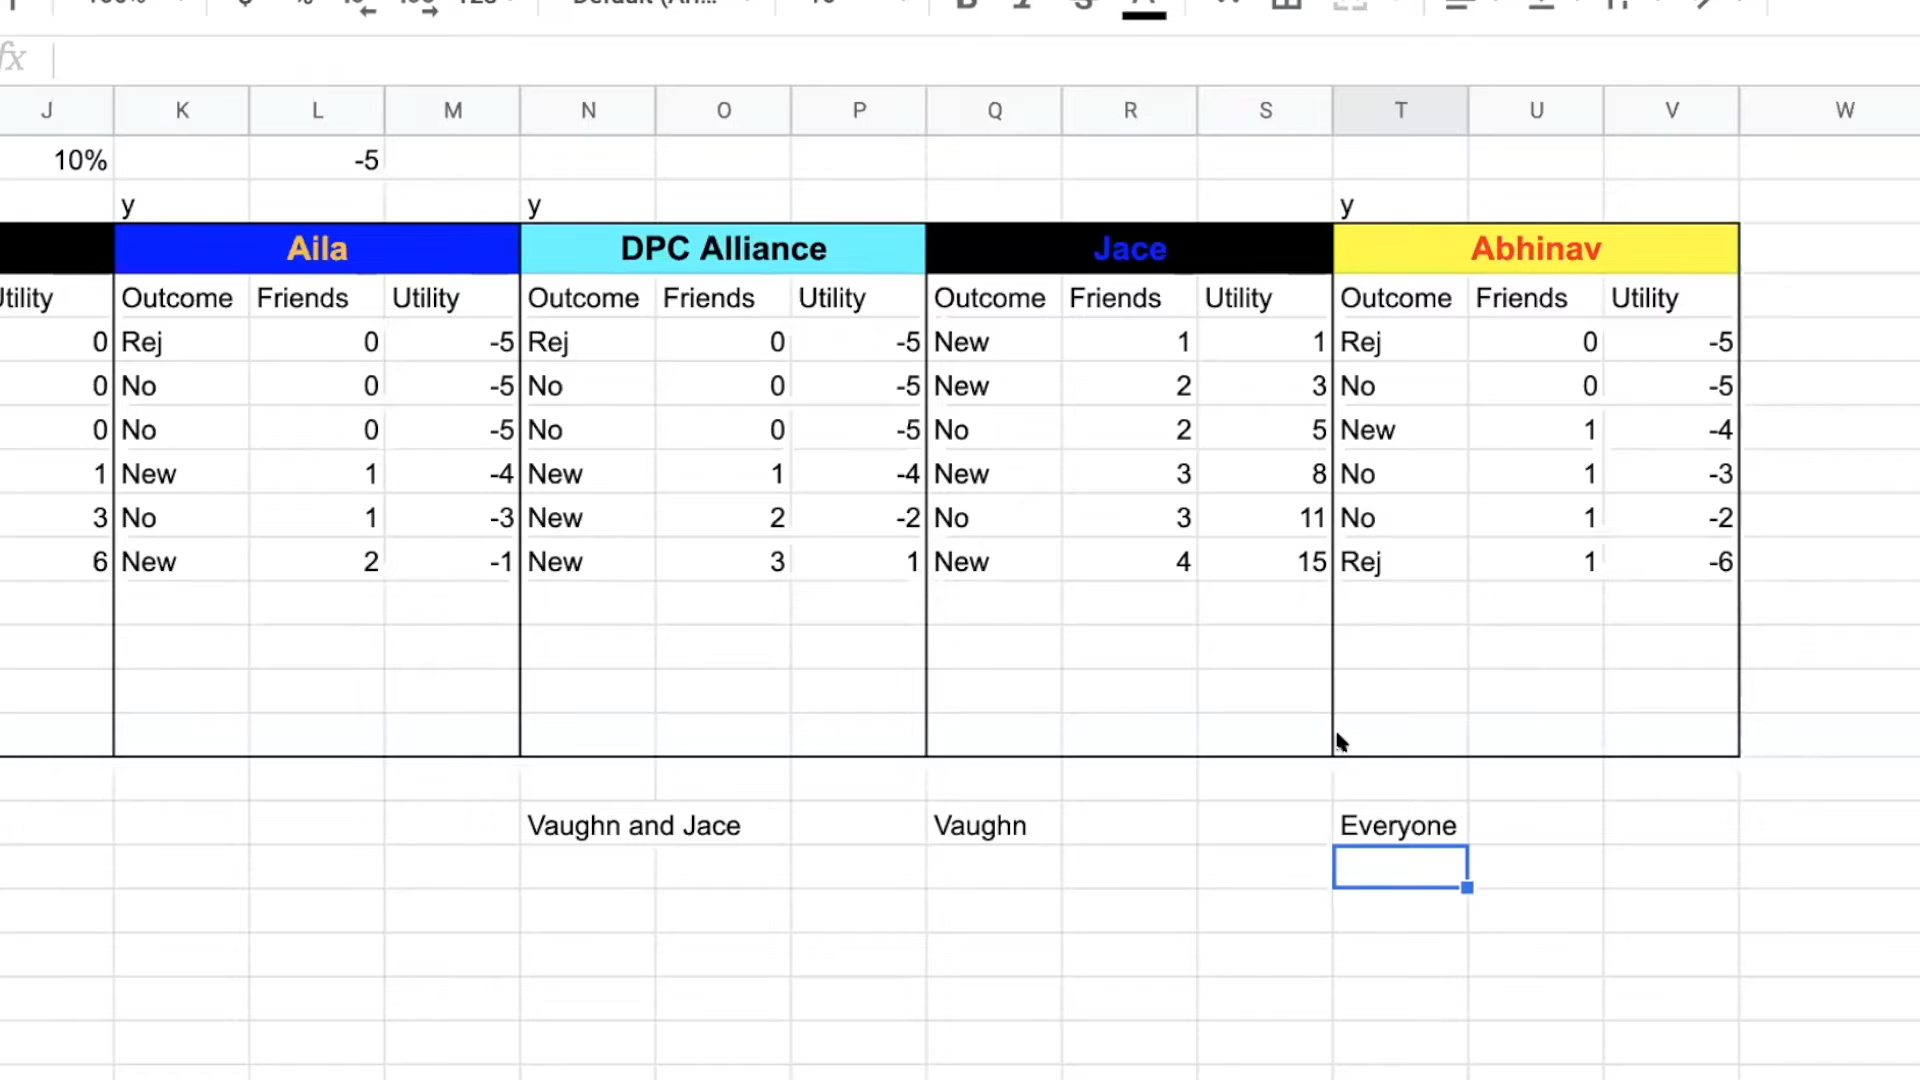 fx
J K L M N O P Q R S T U V W
10% -5
y y y
Aila DPC Alliance Jace Abhinav
Outcome Friends Utility Outcome Friends Utility Outcome Friends Utility Outcome Friends Utility
0 Rej 0 -5 Rej 0 -5 New 1 1 Rej 0 -5
0 No 0 -5 No 0 -5 New 2 3 No 0 -5
0 No 0 -5 No 0 -5 No 2 5 New 1 -4
1 New 1 -4 New 1 -4 New 3 8 No 1 -3
3 No 1 -3 New 2 -2 No 3 11 No 1 -2
6 New 2 -1 New 3 1 New 4 15 Rej 1 -6
Vaughn and Jace Vaughn Everyone